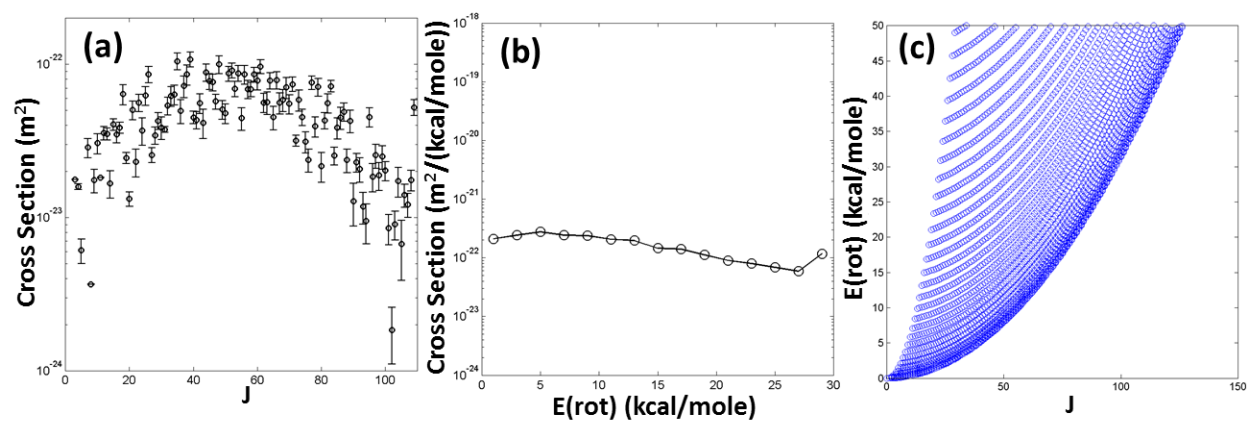 (a)
Cross Section (m²)
10⁻²²
10⁻²³
10⁻²⁴
0 20 40 60 80 100
J
(b)
Cross Section (m²/(kcal/mole))
10⁻¹⁸
10⁻¹⁹
10⁻²⁰
10⁻²¹
10⁻²²
10⁻²³
10⁻²⁴
0 5 10 15 20 25 30
E(rot) (kcal/mole)
(c)
E(rot) (kcal/mole)
50
45
40
35
30
25
20
15
10
5
0
0 50 100 150
J